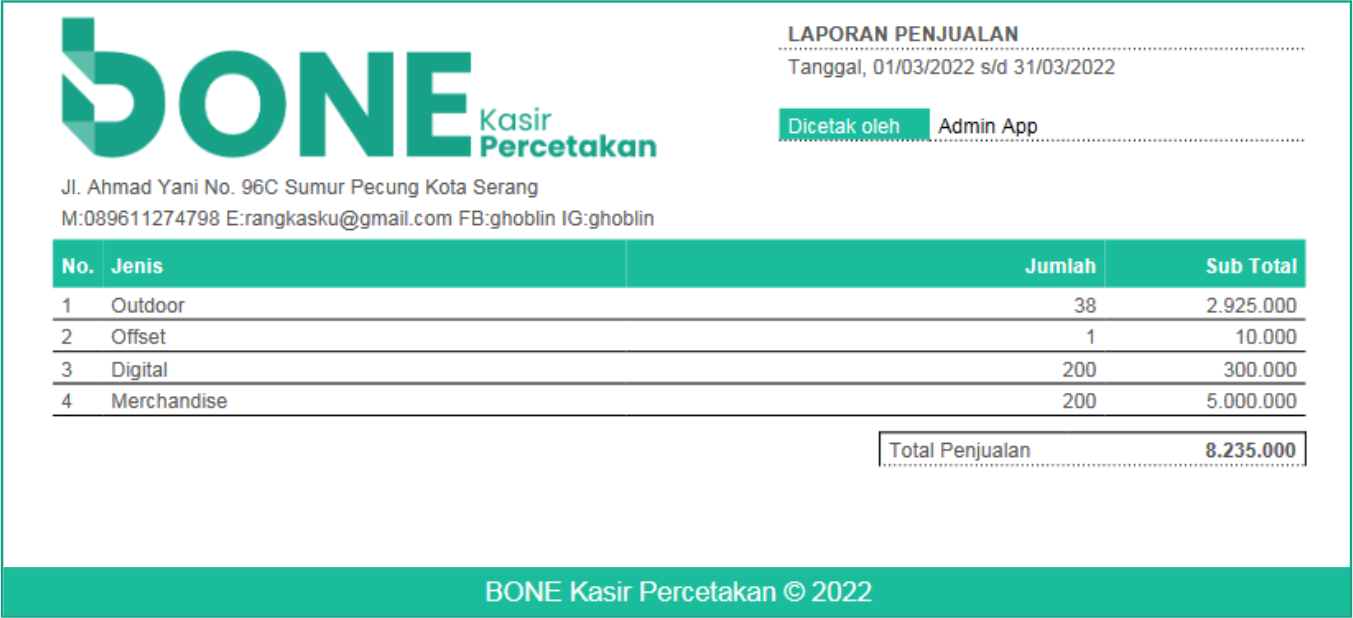 BONE
Kasir
Percetakan
Jl. Ahmad Yani No. 96C Sumur Pecung Kota Serang
M:089611274798 E:rangkasku@gmail.com FB:ghoblin IG:ghoblin
LAPORAN PENJUALAN
Tanggal, 01/03/2022 s/d 31/03/2022
Dicetak oleh Admin App
No. Jenis Jumlah Sub Total
1 Outdoor 38 2.925.000
2 Offset 1 10.000
3 Digital 200 300.000
4 Merchandise 200 5.000.000
Total Penjualan 8.235.000
BONE Kasir Percetakan © 2022